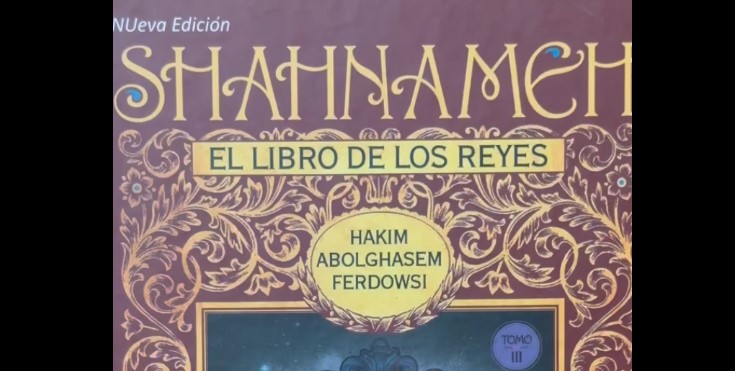 NUeva Edición
SHAHNAMEH
EL LIBRO DE LOS REYES
HAKIM
ABOLGHASEM
FERDOWSI
TOMO
III